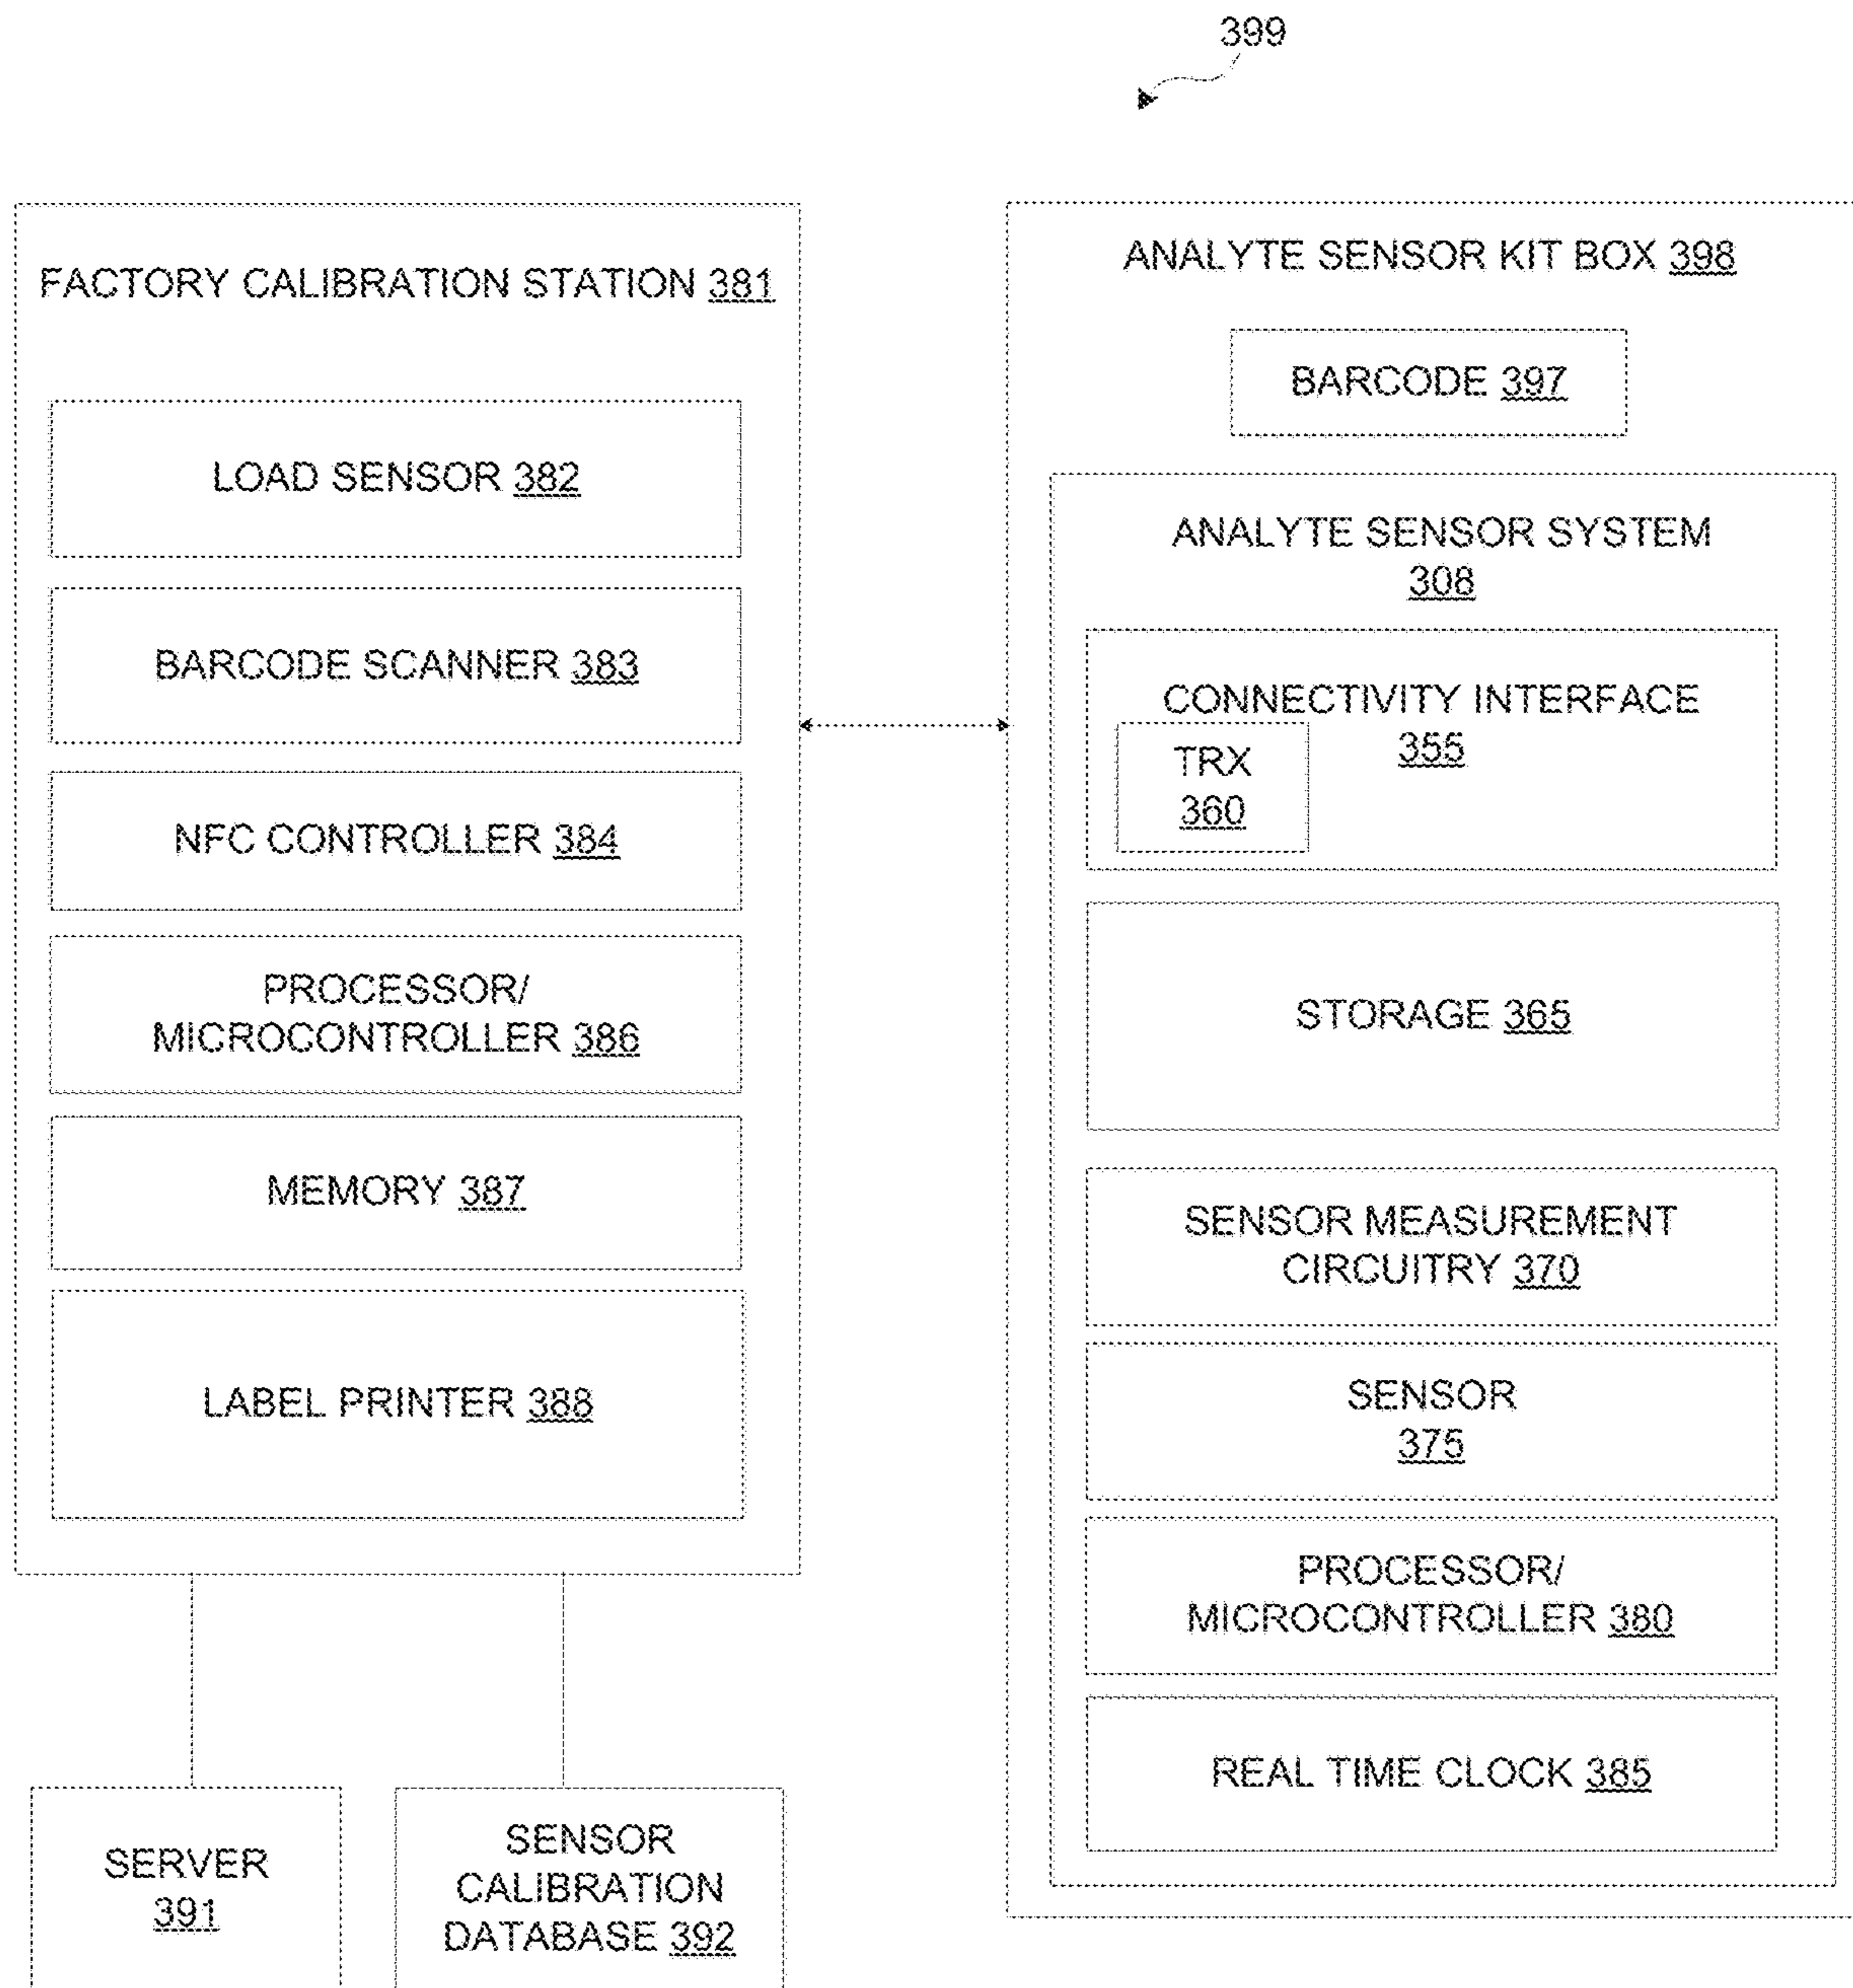 399
FACTORY CALIBRATION STATION 381
LOAD SENSOR 382
BARCODE SCANNER 383
NFC CONTROLLER 384
PROCESSOR/
MICROCONTROLLER 386
MEMORY 387
LABEL PRINTER 388
SERVER
391
SENSOR
CALIBRATION
DATABASE 392
ANALYTE SENSOR KIT BOX 398
BARCODE 397
ANALYTE SENSOR SYSTEM
308
CONNECTIVITY INTERFACE
355
TRX
360
STORAGE 365
SENSOR MEASUREMENT
CIRCUITRY 370
SENSOR
375
PROCESSOR/
MICROCONTROLLER 380
REAL TIME CLOCK 385